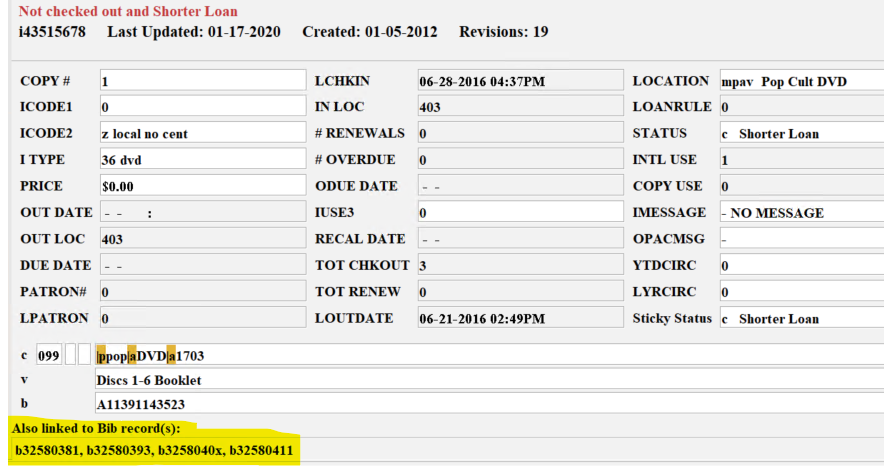 Not checked out and Shorter Loan
i43515678 Last Updated: 01-17-2020 Created: 01-05-2012 Revisions: 19
COPY # 1 LCHKIN 06-28-2016 04:37PM LOCATION mpav Pop Cult DVD
ICODE1 0 IN LOC 403 LOANRULE 0
ICODE2 z local no cent # RENEWALS 0 STATUS c Shorter Loan
I TYPE 36 dvd # OVERDUE 0 INTL USE 1
PRICE $0.00 ODUE DATE - - COPY USE 0
OUT DATE - - : IUSE3 0 IMESSAGE - NO MESSAGE
OUT LOC 403 RECAL DATE - - OPACMSG -
DUE DATE - - TOT CHKOUT 3 YTDCIRC 0
PATRON# 0 TOT RENEW 0 LYRCIRC 0
LPATRON 0 LOUTDATE 06-21-2016 02:49PM Sticky Status c Shorter Loan
c 099 |ppop|aDVD|a1703
v Discs 1-6 Booklet
b A11391143523
Also linked to Bib record(s):
b32580381, b32580393, b3258040x, b32580411